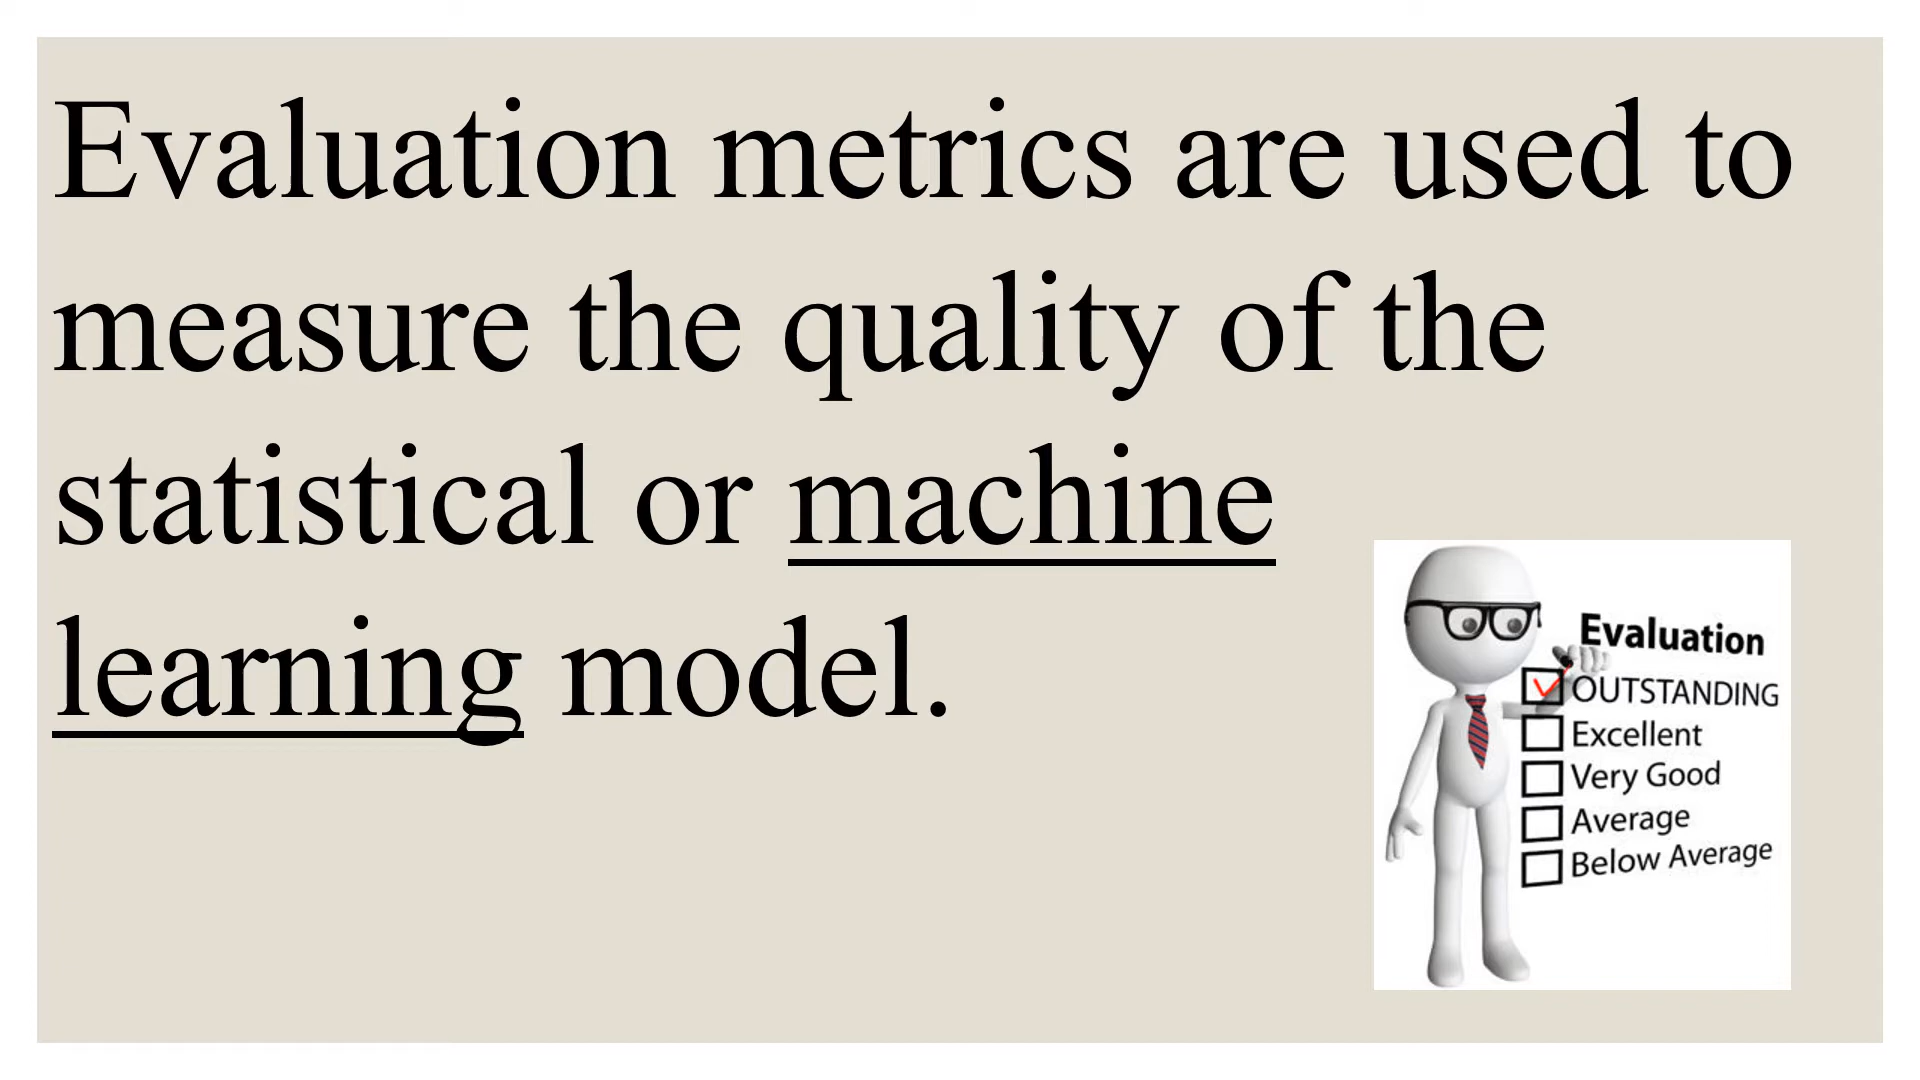 Evaluation metrics are used to
measure the quality of the
statistical or machine
learning model.
Evaluation
OUTSTANDING
Excellent
Very Good
Average
Below Average